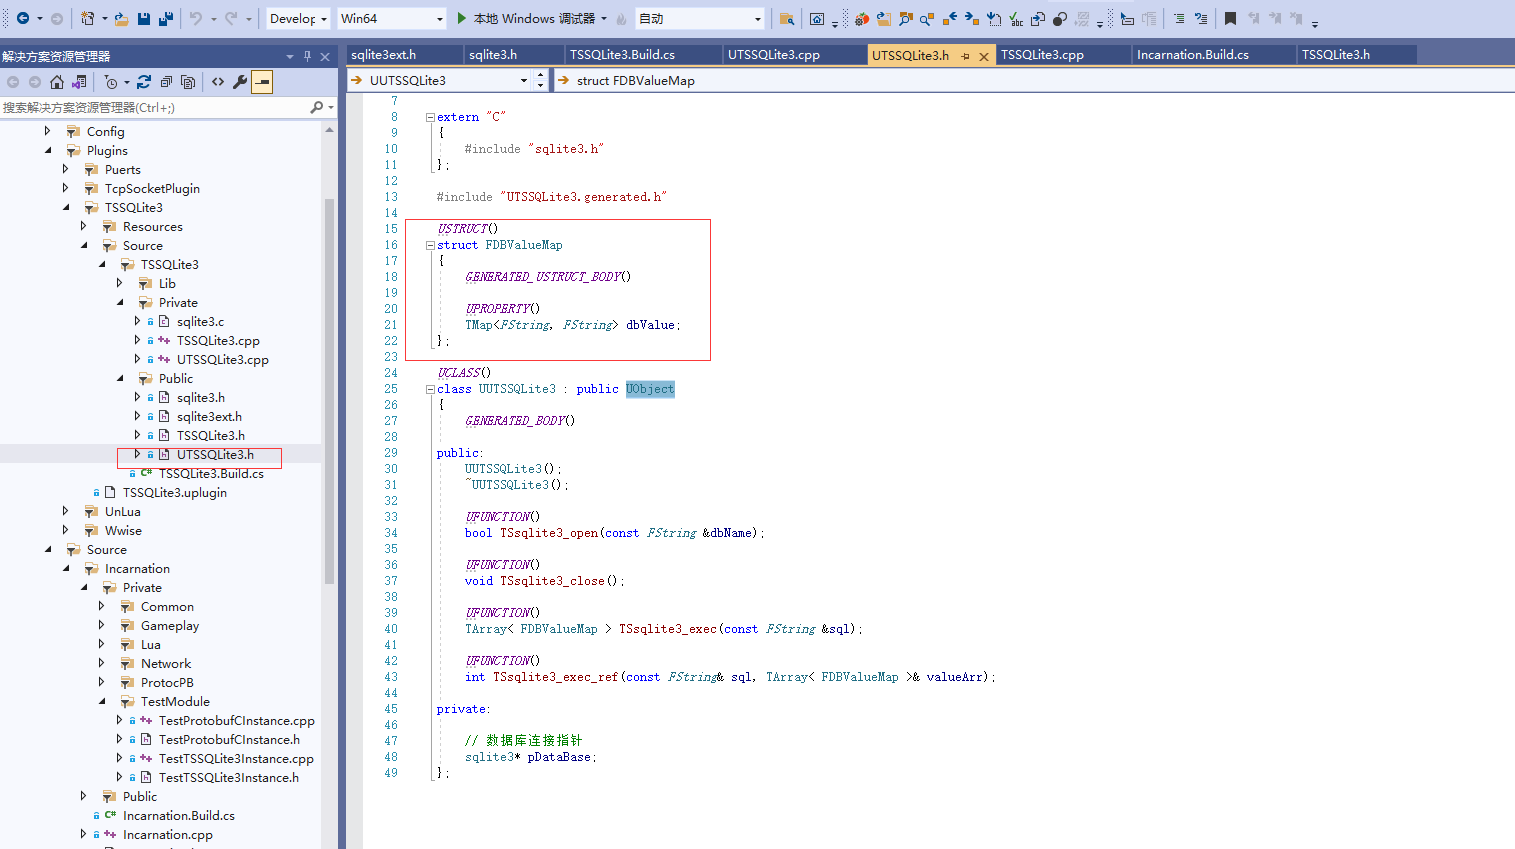 Develop
Win64
本地 Windows 调试器
自动
解决方案资源管理器
搜索解决方案资源管理器(Ctrl+;)
Config
Plugins
Puerts
TcpSocketPlugin
TSSQLite3
Resources
Source
TSSQLite3
Lib
Private
sqlite3.c
TSSQLite3.cpp
UTSSQLite3.cpp
Public
sqlite3.h
sqlite3ext.h
TSSQLite3.h
UTSSQLite3.h
TSSQLite3.Build.cs
TSSQLite3.uplugin
UnLua
Wwise
Source
Incarnation
Private
Common
Gameplay
Lua
Network
ProtocPB
TestModule
TestProtobufCInstance.cpp
TestProtobufCInstance.h
TestTSSQLite3Instance.cpp
TestTSSQLite3Instance.h
Public
Incarnation.Build.cs
Incarnation.cpp
sqlite3ext.h sqlite3.h TSSQLite3.Build.cs UTSSQLite3.cpp UTSSQLite3.h TSSQLite3.cpp Incarnation.Build.cs TSSQLite3.h
UUTSSQLite3 struct FDBValueMap
7
8 extern "C"
9 {
10 #include "sqlite3.h"
11 };
12
13 #include "UTSSQLite3.generated.h"
14
15 USTRUCT()
16 struct FDBValueMap
17 {
18 GENERATED_USTRUCT_BODY()
19
20 UPROPERTY()
21 TMap<FString, FString> dbValue;
22 };
23
24 UCLASS()
25 class UUTSSQLite3 : public UObject
26 {
27 GENERATED_BODY()
28
29 public:
30 UUTSSQLite3();
31 ~UUTSSQLite3();
32
33 UFUNCTION()
34 bool TSsqlite3_open(const FString &dbName);
35
36 UFUNCTION()
37 void TSsqlite3_close();
38
39 UFUNCTION()
40 TArray< FDBValueMap > TSsqlite3_exec(const FString &sql);
41
42 UFUNCTION()
43 int TSsqlite3_exec_ref(const FString& sql, TArray< FDBValueMap >& valueArr);
44
45 private:
46
47 // 数据库连接指针
48 sqlite3* pDataBase;
49 };